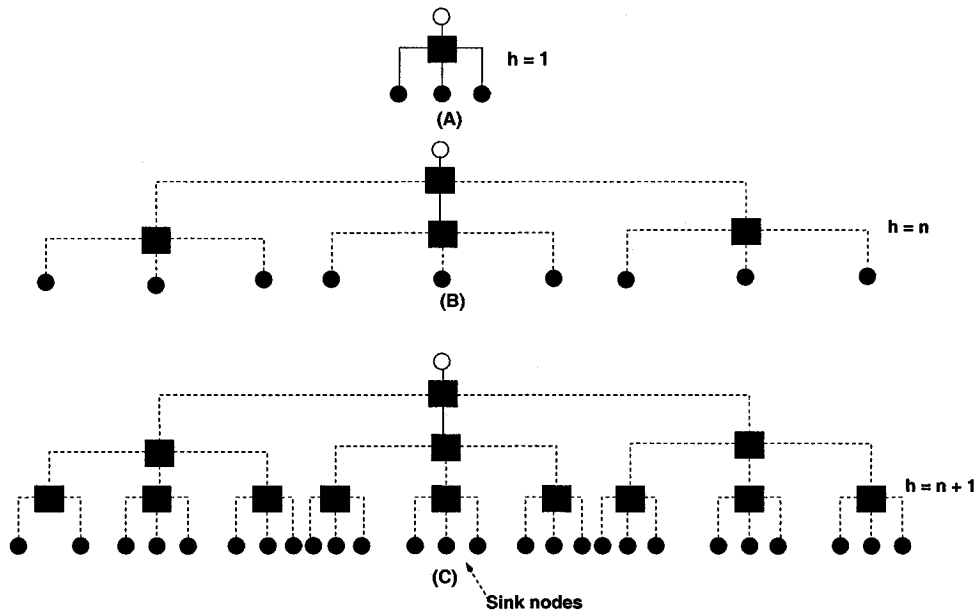 h = 1
(A)
h = n
(B)
h = n + 1
(C)
Sink nodes